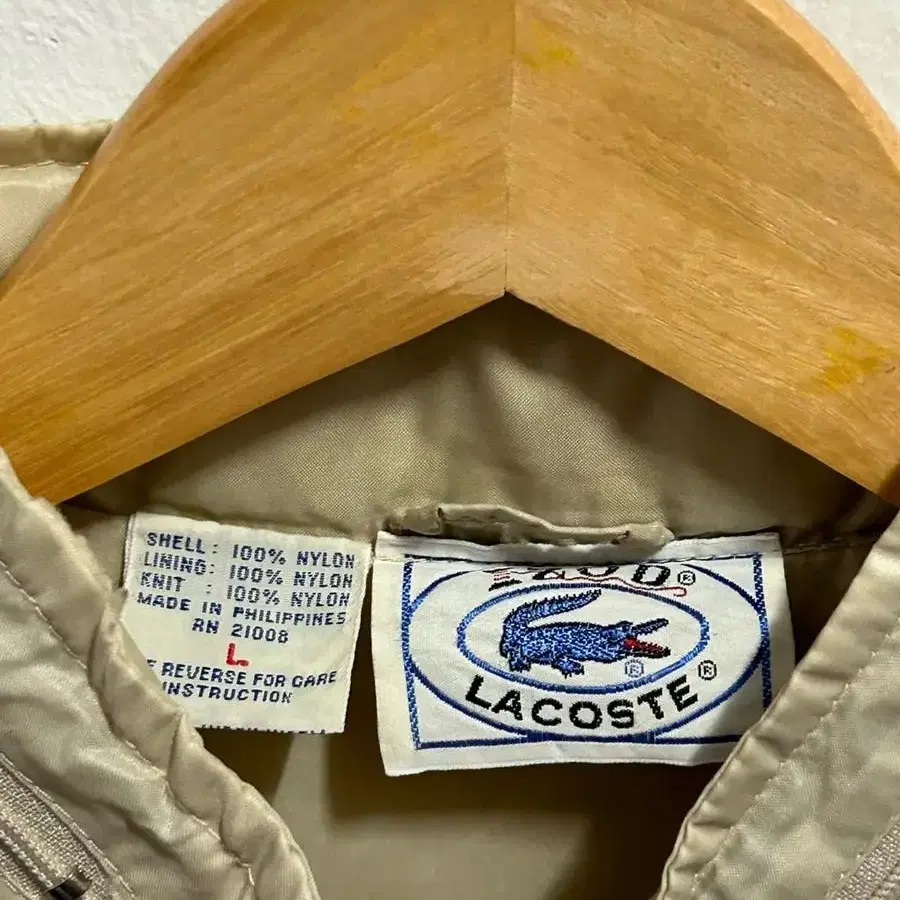 SHELL : 100% NYLON
LINING: 100% NYLON
KNIT : 100% NYLON
MADE IN PHILIPPINES
RN 21008
L
E REVERSE FOR CARE
INSTRUCTION
IZOD®
®
LACOSTE®